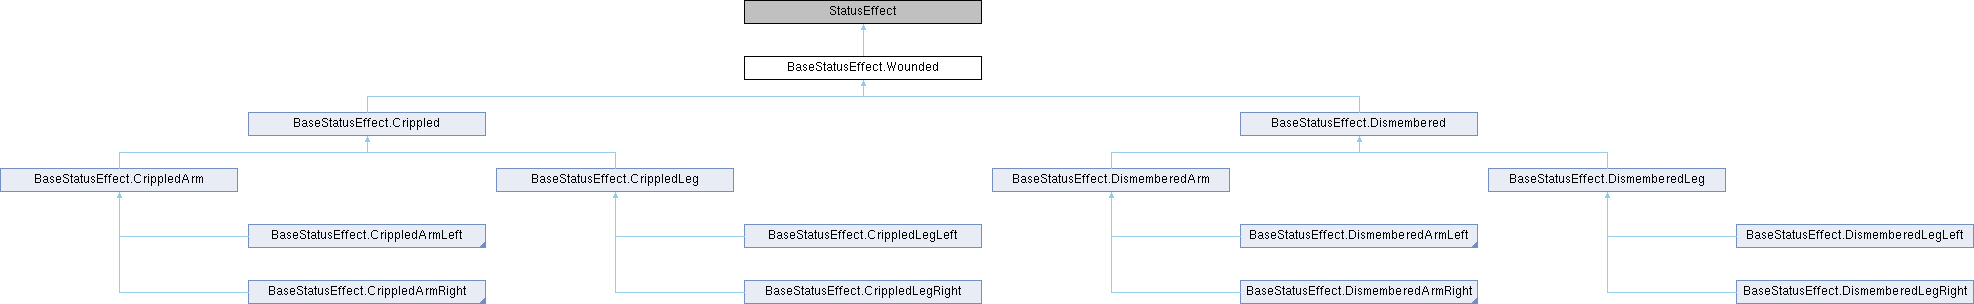 StatusEffect
BaseStatusEffect.Wounded
BaseStatusEffect.Crippled
BaseStatusEffect.Dismembered
BaseStatusEffect.CrippledArm
BaseStatusEffect.CrippledLeg
BaseStatusEffect.DismemberedArm
BaseStatusEffect.DismemberedLeg
BaseStatusEffect.CrippledArmLeft
BaseStatusEffect.CrippledLegLeft
BaseStatusEffect.DismemberedArmLeft
BaseStatusEffect.DismemberedLegLeft
BaseStatusEffect.CrippledArmRight
BaseStatusEffect.CrippledLegRight
BaseStatusEffect.DismemberedArmRight
BaseStatusEffect.DismemberedLegRight